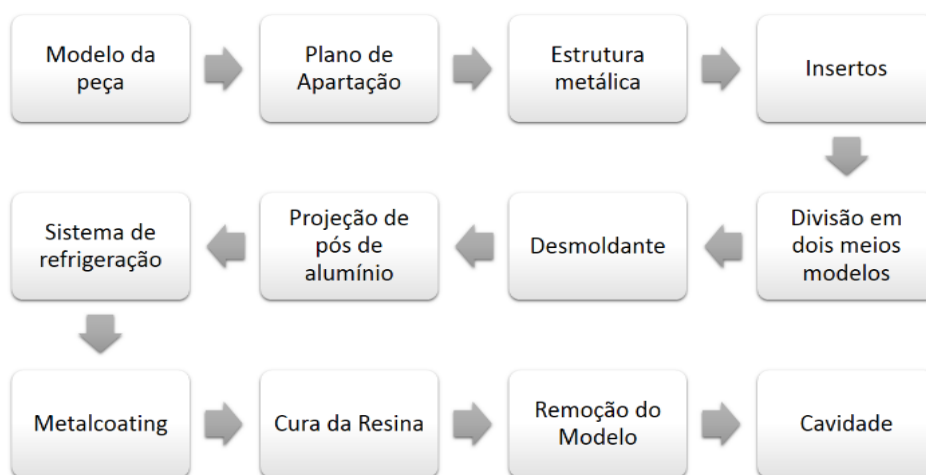 Modelo da
peça
Plano de
Apartação
Estrutura
metálica
Insertos
Divisão em
dois meios
modelos
Desmoldante
Projeção de
pós de
alumínio
Sistema de
refrigeração
Metalcoating
Cura da Resina
Remoção do
Modelo
Cavidade